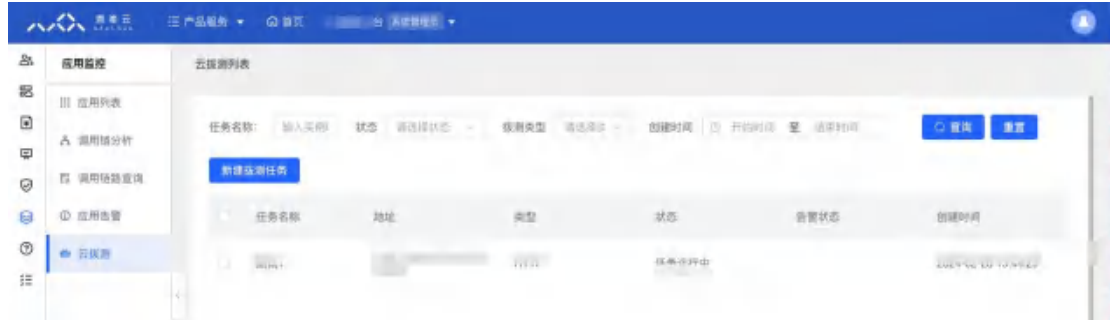 产品服务 首页
应用监控
云拨测列表
应用列表
任务名称: 状态 请选择状态 拨测类型 创建时间 开始时间 至 结束时间 查询 重置
调用链分析
新建拨测任务
调用链路查询
任务名称 地址 类型 状态 告警状态 创建时间
应用告警
云拨测
任务运行中